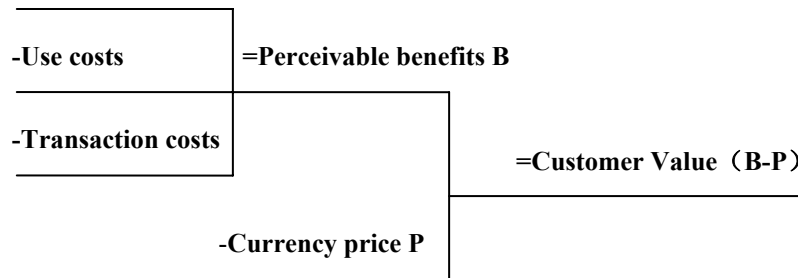 -Use costs
=Perceivable benefits B
-Transaction costs
=Customer Value（B-P）
-Currency price P